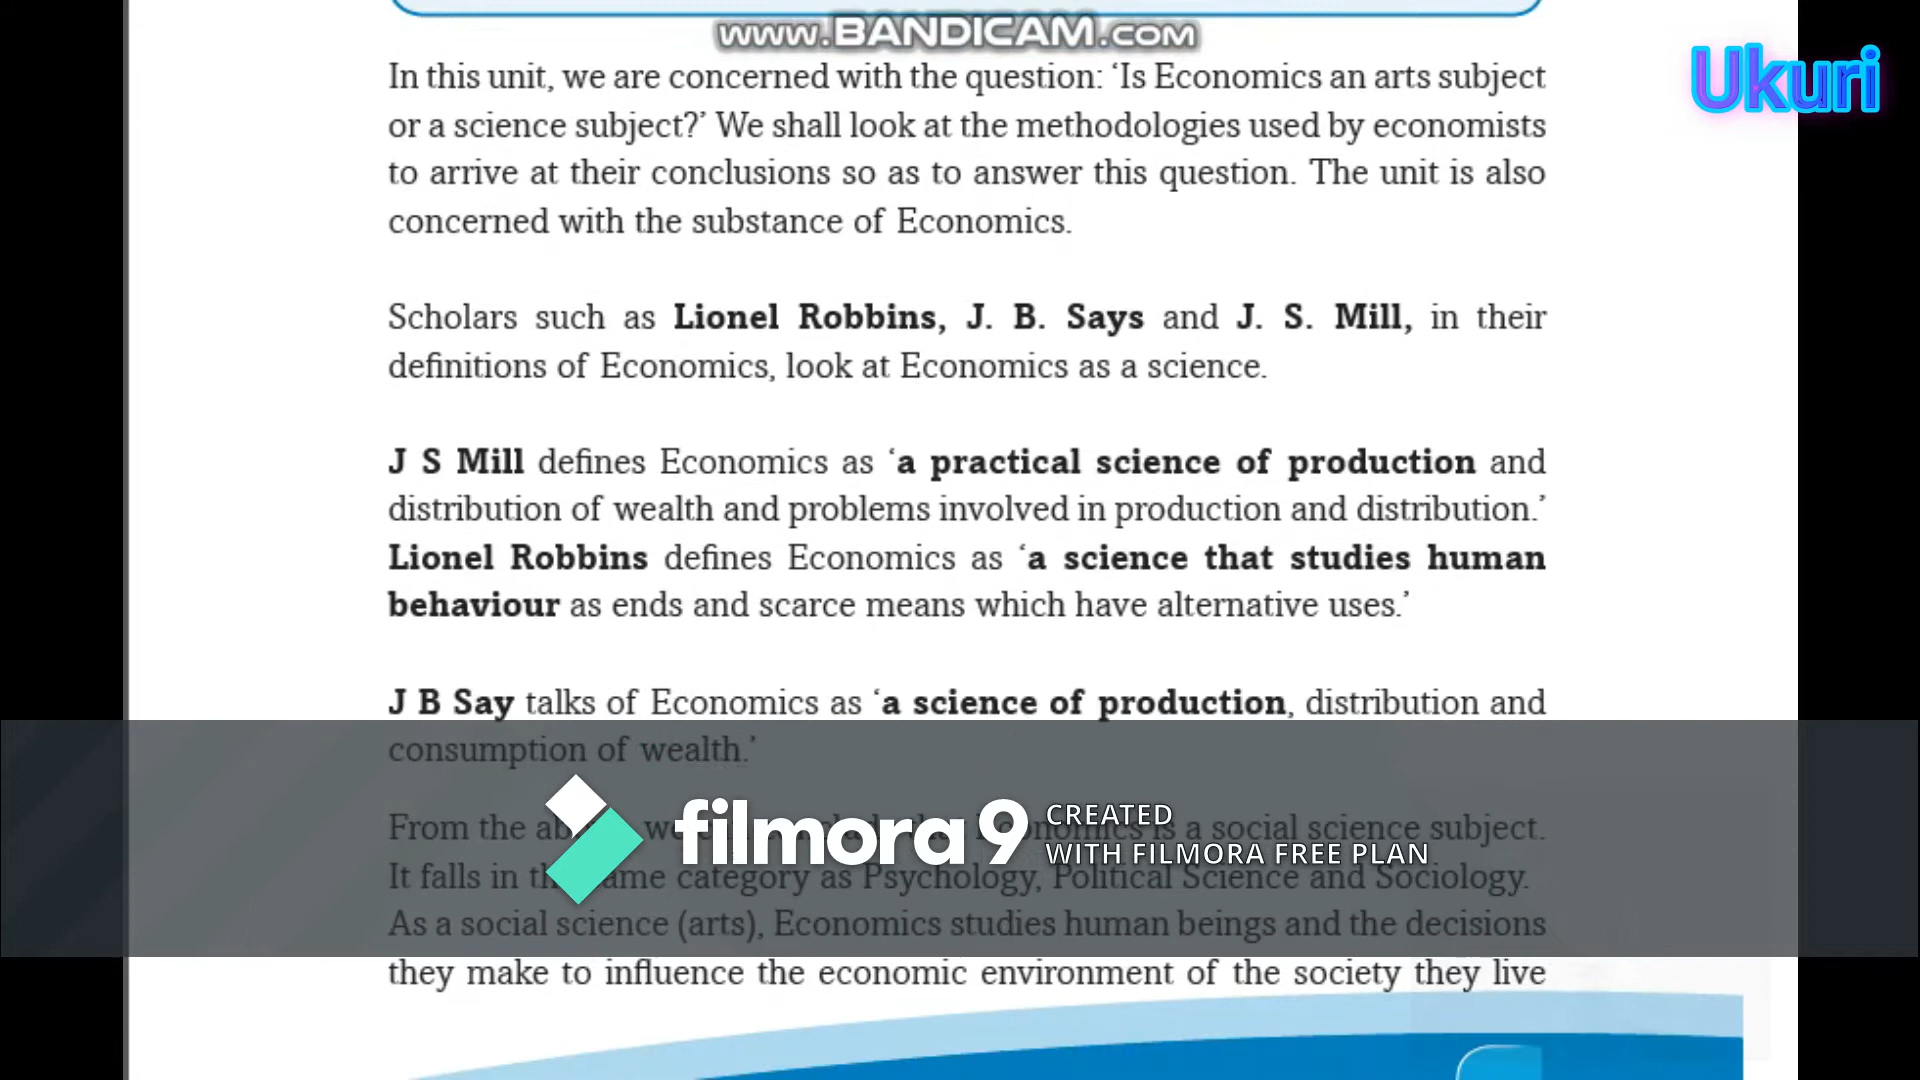 www.BANDICAM.com
Ukuri
In this unit, we are concerned with the question: ‘Is Economics an arts subject
or a science subject?’ We shall look at the methodologies used by economists
to arrive at their conclusions so as to answer this question. The unit is also
concerned with the substance of Economics.
Scholars such as Lionel Robbins, J. B. Says and J. S. Mill, in their
definitions of Economics, look at Economics as a science.
J S Mill defines Economics as ‘a practical science of production and
distribution of wealth and problems involved in production and distribution.’
Lionel Robbins defines Economics as ‘a science that studies human
behaviour as ends and scarce means which have alternative uses.’
J B Say talks of Economics as ‘a science of production, distribution and
consumption of wealth.’
From the Economics is a social science subject.
It falls in category as Psychology, Political Science and Sociology.
As a social science (arts), Economics studies human beings and the decisions
they make to influence the economic environment of the society they live
filmora 9
CREATED
WITH FILMORA FREE PLAN